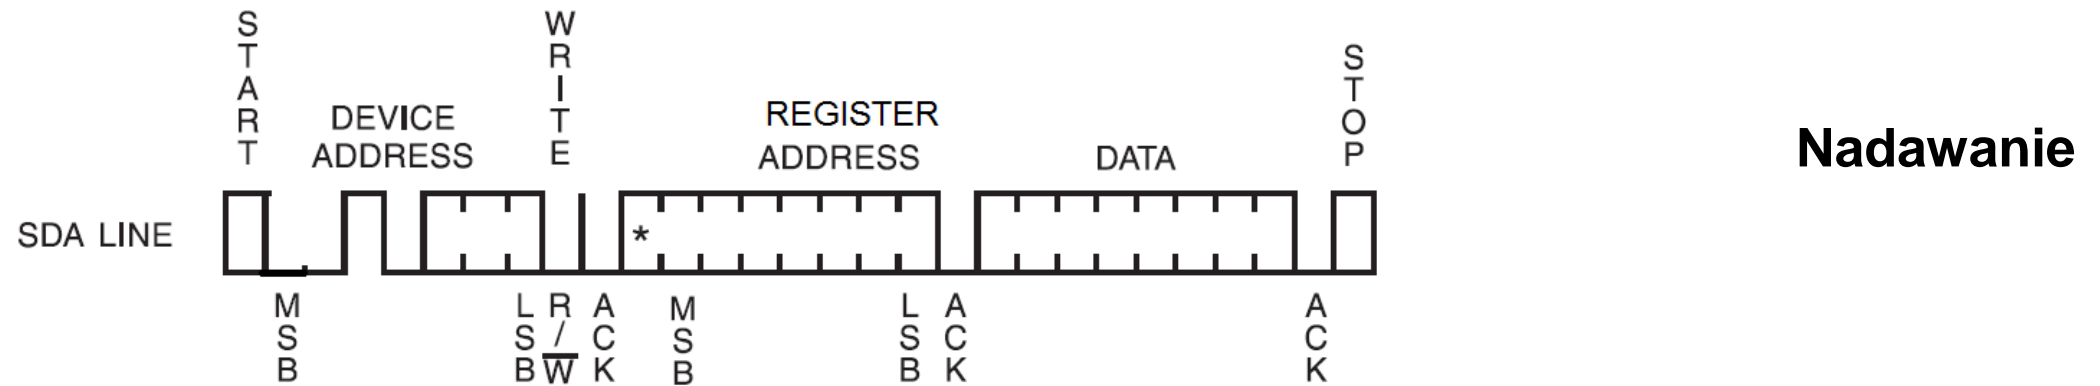 START
WRITE
STOP
DEVICE
ADDRESS
REGISTER
ADDRESS
DATA
Nadawanie
SDA LINE
*
MSB
LSB
R/W
ACK
MSB
LSB
ACK
ACK